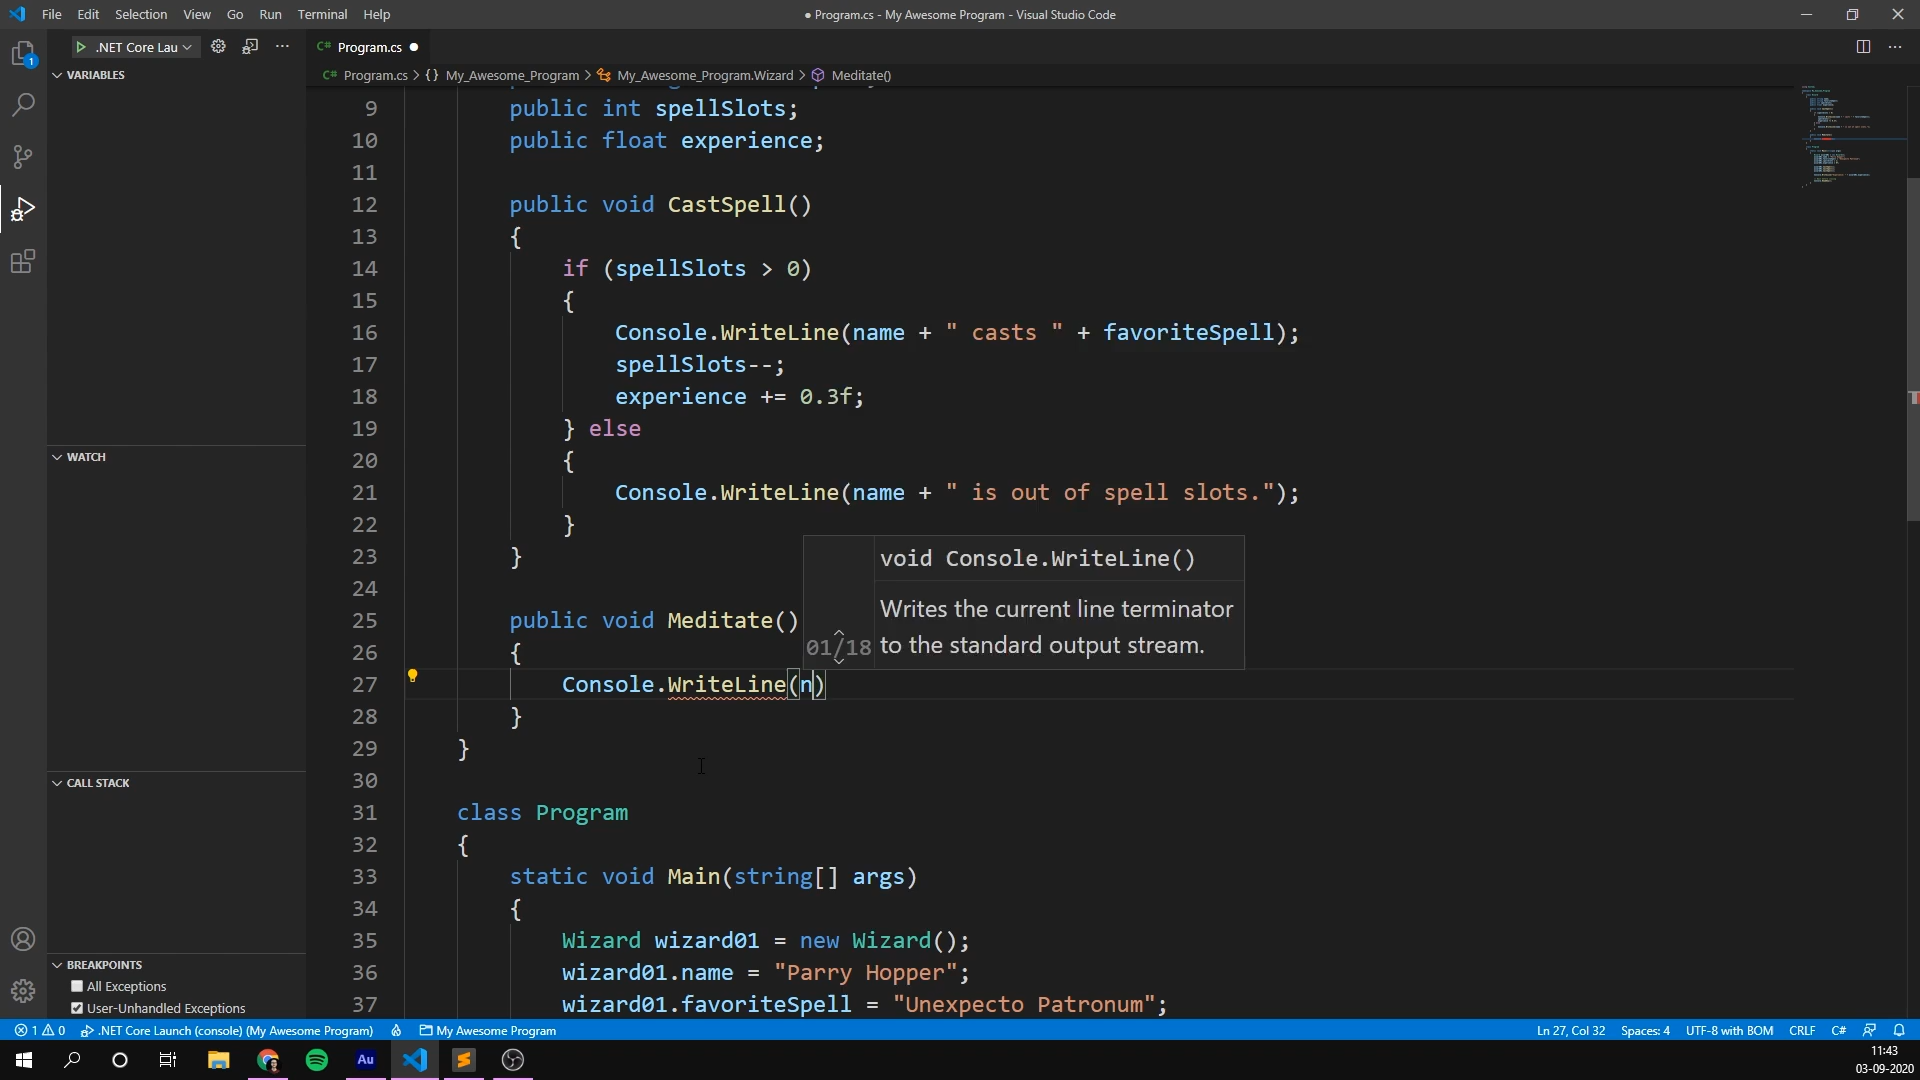 File Edit Selection View Go Run Terminal Help
● Program.cs - My Awesome Program - Visual Studio Code
.NET Core Lau
C# Program.cs ●
1
VARIABLES
C# Program.cs > {} My_Awesome_Program > My_Awesome_Program.Wizard > Meditate()
9 public int spellSlots;
10 public float experience;
11
12 public void CastSpell()
13 {
14 if (spellSlots > 0)
15 {
16 Console.WriteLine(name + " casts " + favoriteSpell);
17 spellSlots--;
18 experience += 0.3f;
19 } else
20 {
21 Console.WriteLine(name + " is out of spell slots.");
22 }
23 }
24
25 public void Meditate()
26 {
27 Console.WriteLine(n)
28 }
29 }
30
31 class Program
32 {
33 static void Main(string[] args)
34 {
35 Wizard wizard01 = new Wizard();
36 wizard01.name = "Parry Hopper";
37 wizard01.favoriteSpell = "Unexpecto Patronum";
void Console.WriteLine()
Writes the current line terminator
01/18 to the standard output stream.
WATCH
CALL STACK
BREAKPOINTS
All Exceptions
User-Unhandled Exceptions
1 0 .NET Core Launch (console) (My Awesome Program) My Awesome Program
Ln 27, Col 32 Spaces: 4 UTF-8 with BOM CRLF C#
Au
11:43
03-09-2020